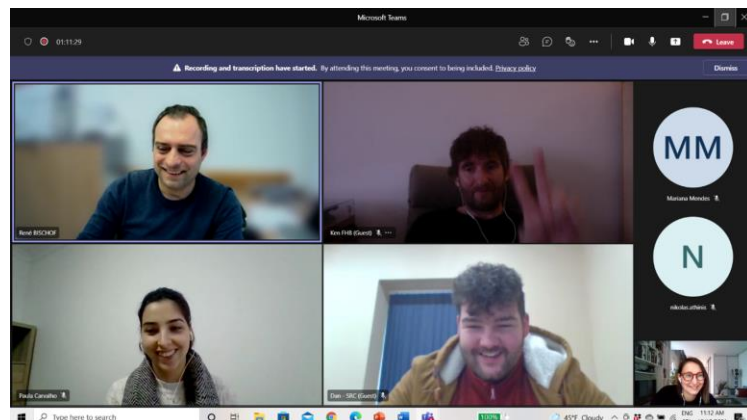 Microsoft Teams
01:11:29
Leave
Recording and transcription have started. By attending this meeting, you consent to being included. Privacy policy
Dismiss
René BISCHOF
Km FHB (Guest)
MM
Mariana Mendes
N
nikolas.athinis
Paula Carvalho
Dan - SRC (Guest)
Type here to search
100%
45°F Cloudy
ENG
11:12 AM